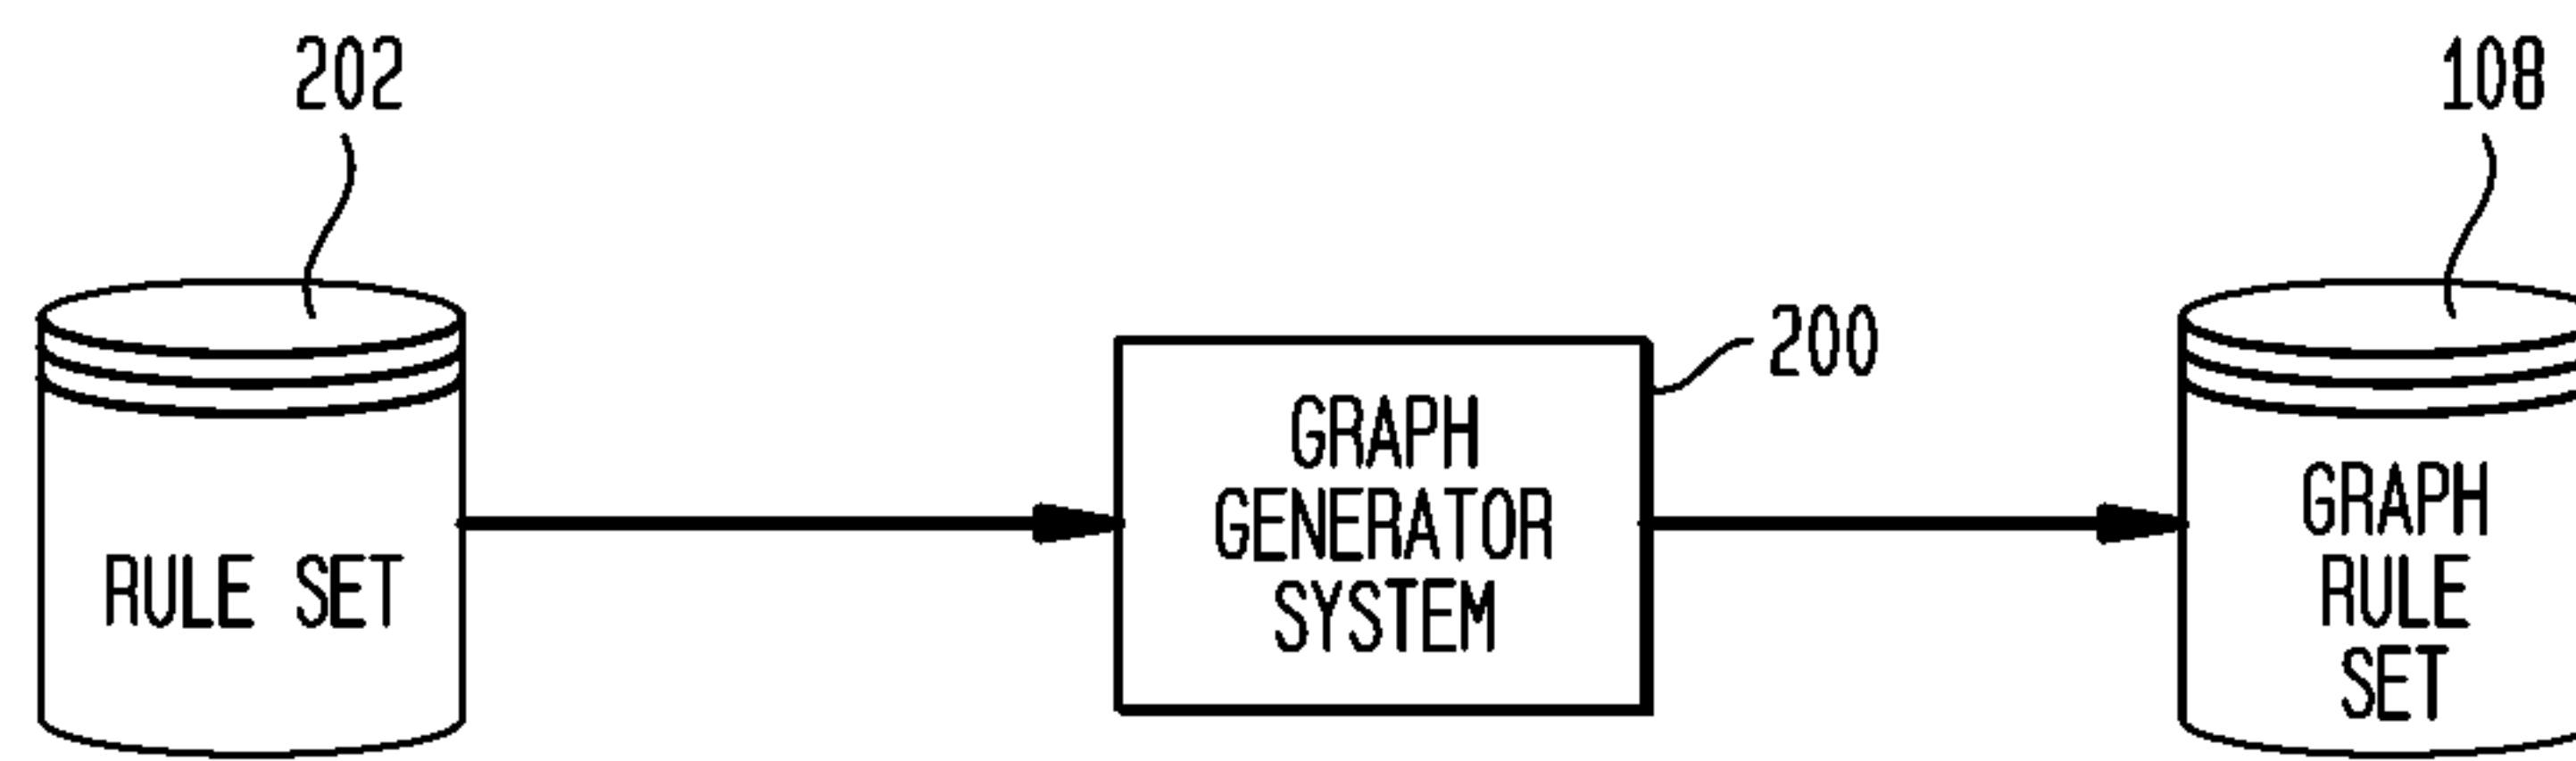 202
108
200
GRAPH
GENERATOR
SYSTEM
RULE SET
GRAPH
RULE
SET